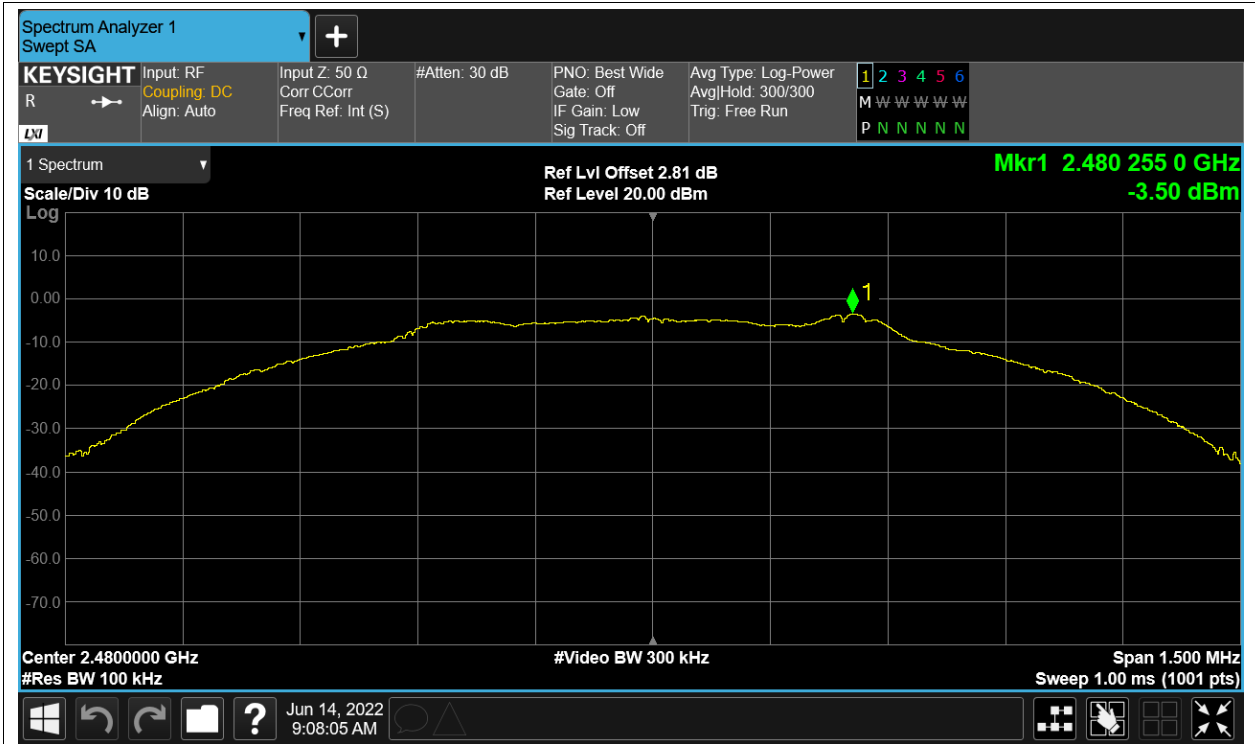 Spectrum Analyzer 1
Swept SA
KEYSIGHT
R
LXI
Input: RF
Coupling: DC
Align: Auto
Input Z: 50 Ω
Corr CCorr
Freq Ref: Int (S)
#Atten: 30 dB
PNO: Best Wide
Gate: Off
IF Gain: Low
Sig Track: Off
Avg Type: Log-Power
Avg|Hold: 300/300
Trig: Free Run
1 2 3 4 5 6
M W W W W W
P N N N N N
1 Spectrum
Scale/Div 10 dB
Log
Ref Lvl Offset 2.81 dB
Ref Level 20.00 dBm
Mkr1 2.480 255 0 GHz
-3.50 dBm
10.0
0.00
-10.0
-20.0
-30.0
-40.0
-50.0
-60.0
-70.0
1
Center 2.4800000 GHz
#Res BW 100 kHz
#Video BW 300 kHz
Span 1.500 MHz
Sweep 1.00 ms (1001 pts)
?
Jun 14, 2022
9:08:05 AM